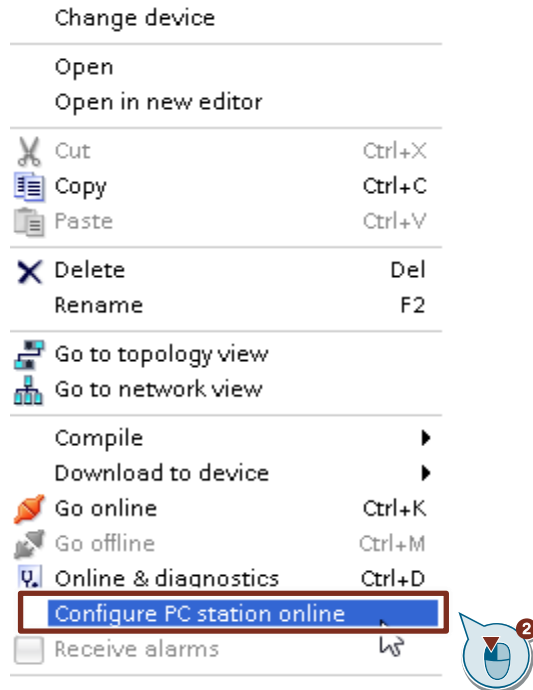 Change device
Open
Open in new editor
Cut Ctrl+X
Copy Ctrl+C
Paste Ctrl+V
Delete Del
Rename F2
Go to topology view
Go to network view
Compile
Download to device
Go online Ctrl+K
Go offline Ctrl+M
Online & diagnostics Ctrl+D
Configure PC station online
2
Receive alarms